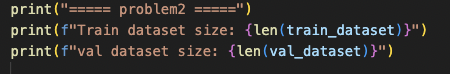 print("===== problem2 =====")
print(f"Train dataset size: {len(train_dataset)}")
print(f"val dataset size: {len(val_dataset)}")